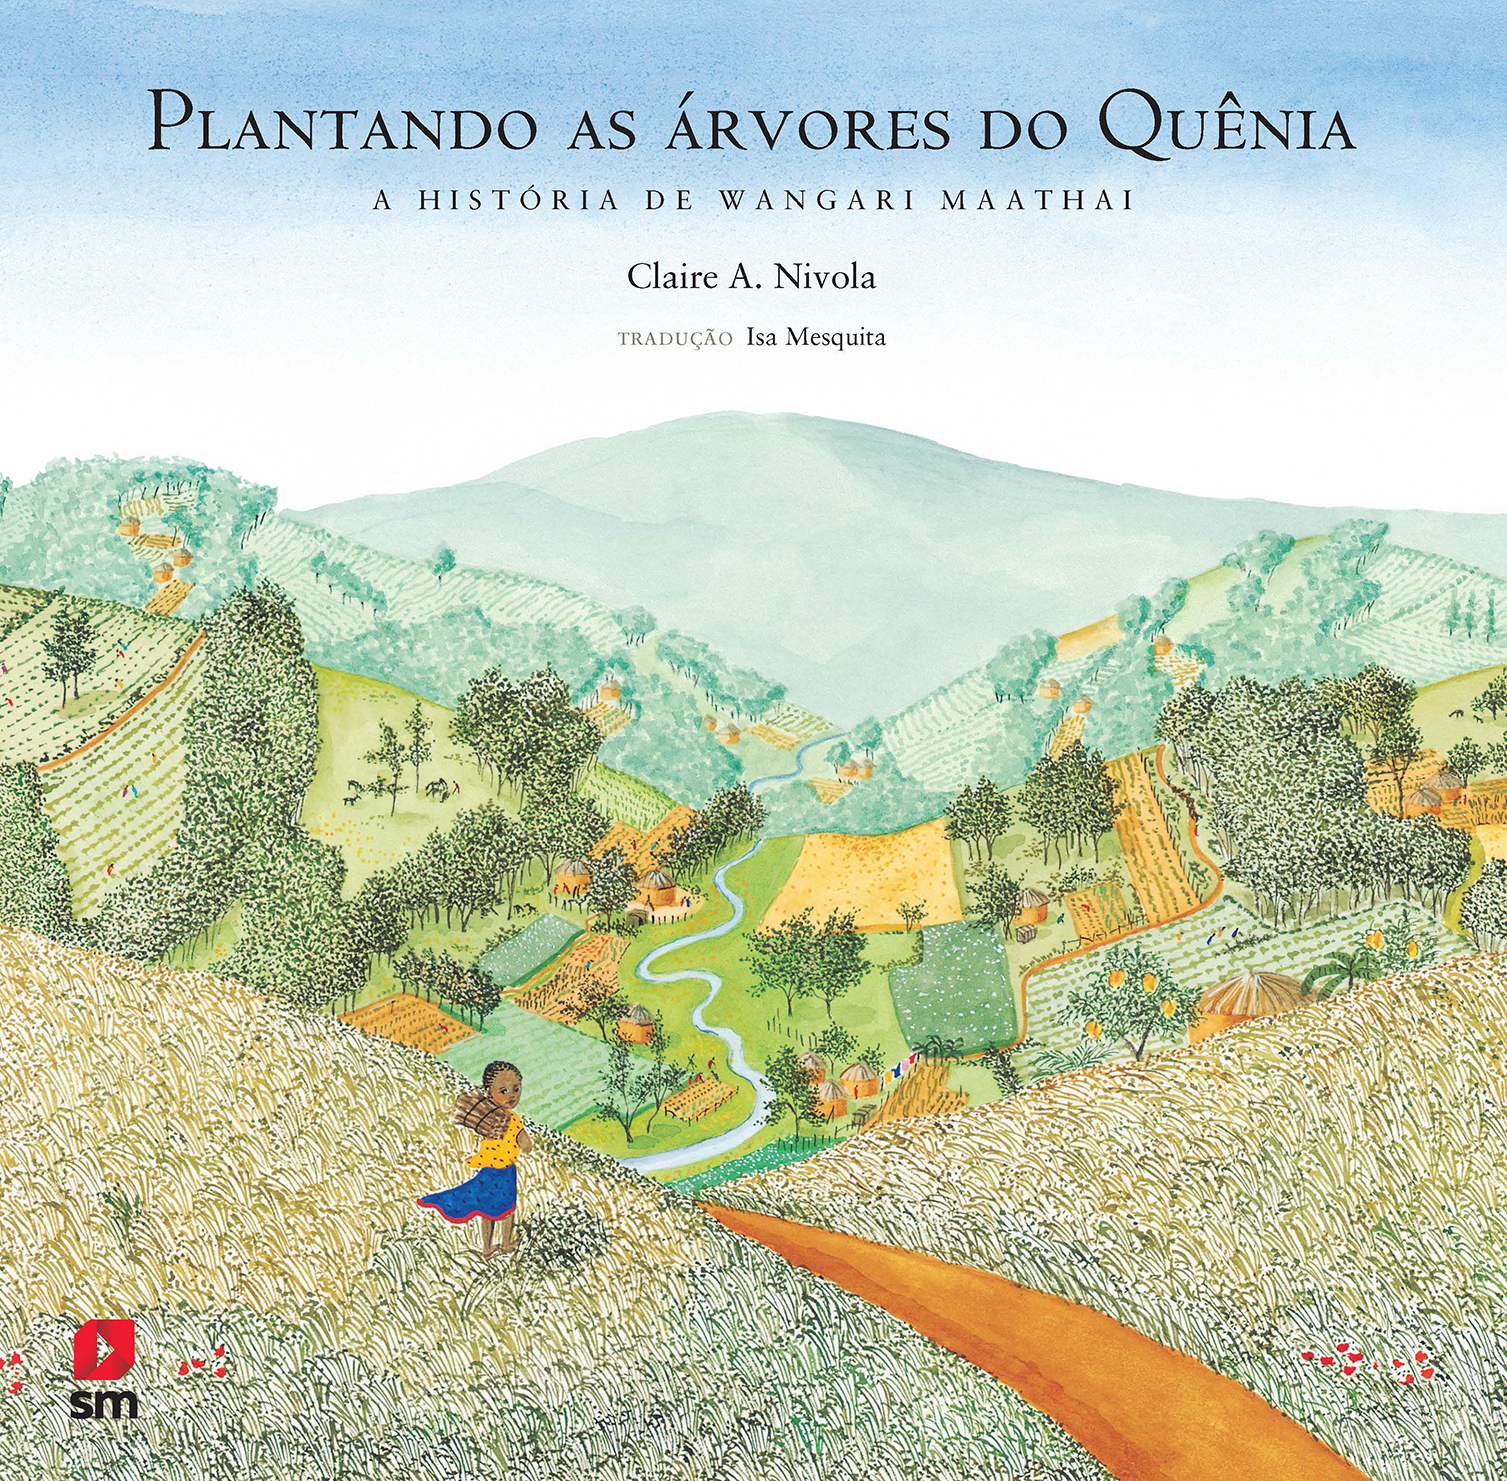 PLANTANDO AS ÁRVORES DO QUÊNIA
A HISTÓRIA DE WANGARI MAATHAI
Claire A. Nivola
TRADUÇÃO Isa Mesquita
sm